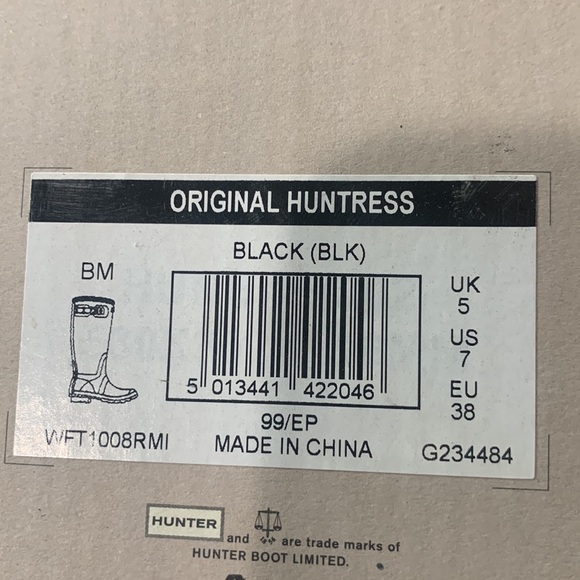 ORIGINAL HUNTRESS
BLACK (BLK)
BM
UK
5
US
7
EU
38
5 013441 422046
99/EP
WFT1008RMI
MADE IN CHINA
G234484
HUNTER and are trade marks of
HUNTER BOOT LIMITED.